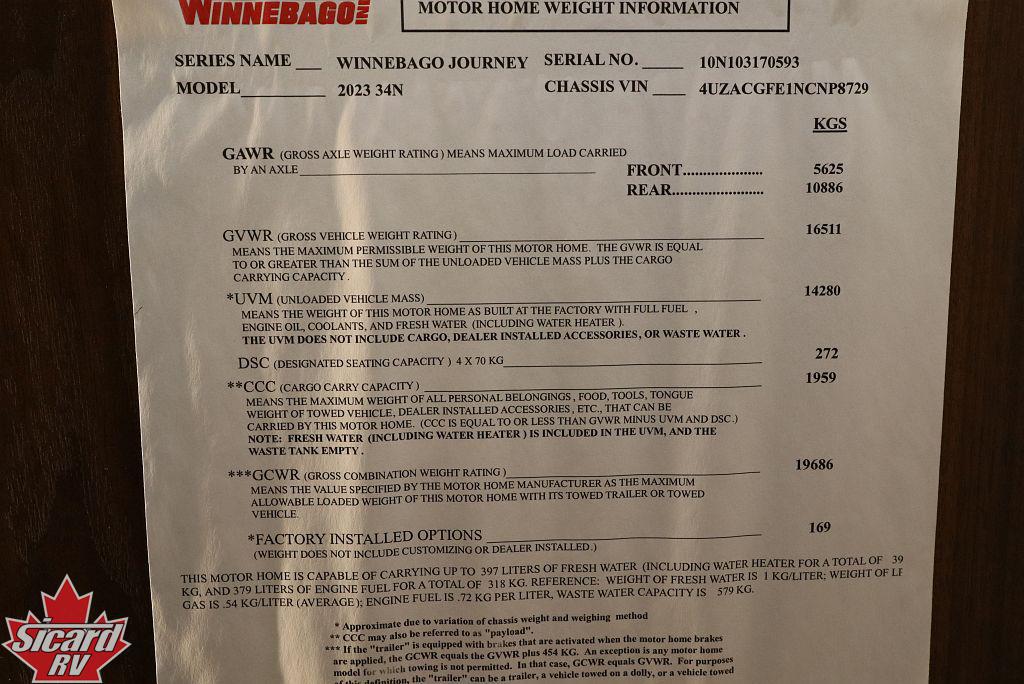 WINNEBAGO IND
MOTOR HOME WEIGHT INFORMATION
SERIES NAME ___ WINNEBAGO JOURNEY SERIAL NO. ____ 10N103170593
MODEL________ 2023 34N CHASSIS VIN ___ 4UZACGFE1NCNP8729
KGS
GAWR (GROSS AXLE WEIGHT RATING) MEANS MAXIMUM LOAD CARRIED
BY AN AXLE ______________________________ FRONT..................... 5625
REAR....................... 10886
GVWR (GROSS VEHICLE WEIGHT RATING) ______________________________ 16511
MEANS THE MAXIMUM PERMISSIBLE WEIGHT OF THIS MOTOR HOME. THE GVWR IS EQUAL
TO OR GREATER THAN THE SUM OF THE UNLOADED VEHICLE MASS PLUS THE CARGO
CARRYING CAPACITY.
*UVM (UNLOADED VEHICLE MASS) ______________________________ 14280
MEANS THE WEIGHT OF THIS MOTOR HOME AS BUILT AT THE FACTORY WITH FULL FUEL ,
ENGINE OIL, COOLANTS, AND FRESH WATER (INCLUDING WATER HEATER ).
THE UVM DOES NOT INCLUDE CARGO, DEALER INSTALLED ACCESSORIES, OR WASTE WATER .
DSC (DESIGNATED SEATING CAPACITY ) 4 X 70 KG______________________________ 272
**CCC (CARGO CARRY CAPACITY ) ______________________________ 1959
MEANS THE MAXIMUM WEIGHT OF ALL PERSONAL BELONGINGS, FOOD, TOOLS, TONGUE
WEIGHT OF TOWED VEHICLE, DEALER INSTALLED ACCESSORIES, ETC., THAT CAN BE
CARRIED BY THIS MOTOR HOME. (CCC IS EQUAL TO OR LESS THAN GVWR MINUS UVM AND DSC.)
NOTE: FRESH WATER (INCLUDING WATER HEATER ) IS INCLUDED IN THE UVM, AND THE
WASTE TANK EMPTY .
***GCWR (GROSS COMBINATION WEIGHT RATING ) ______________________________ 19686
MEANS THE VALUE SPECIFIED BY THE MOTOR HOME MANUFACTURER AS THE MAXIMUM
ALLOWABLE LOADED WEIGHT OF THIS MOTOR HOME WITH ITS TOWED TRAILER OR TOWED
VEHICLE.
*FACTORY INSTALLED OPTIONS ______________________________ 169
(WEIGHT DOES NOT INCLUDE CUSTOMIZING OR DEALER INSTALLED.)
THIS MOTOR HOME IS CAPABLE OF CARRYING UP TO 397 LITERS OF FRESH WATER (INCLUDING WATER HEATER FOR A TOTAL OF 39
KG, AND 379 LITERS OF ENGINE FUEL FOR A TOTAL OF 318 KG. REFERENCE: WEIGHT OF FRESH WATER IS 1 KG/LITER; WEIGHT OF LP
GAS IS .54 KG/LITER (AVERAGE); ENGINE FUEL IS .72 KG PER LITER, WASTE WATER CAPACITY IS 579 KG.
* Approximate due to variation of chassis weight and weighing method
** CCC may also be referred to as "payload".
*** If the "trailer" is equipped with brakes that are activated when the motor home brakes
are applied, the GCWR equals the GVWR plus 454 KG. An exception is any motor home
model for which towing is not permitted. In that case, GCWR equals GVWR. For purposes
of this definition, the "trailer" can be a trailer, a vehicle towed on a dolly, or a vehicle towed
Sicard
RV